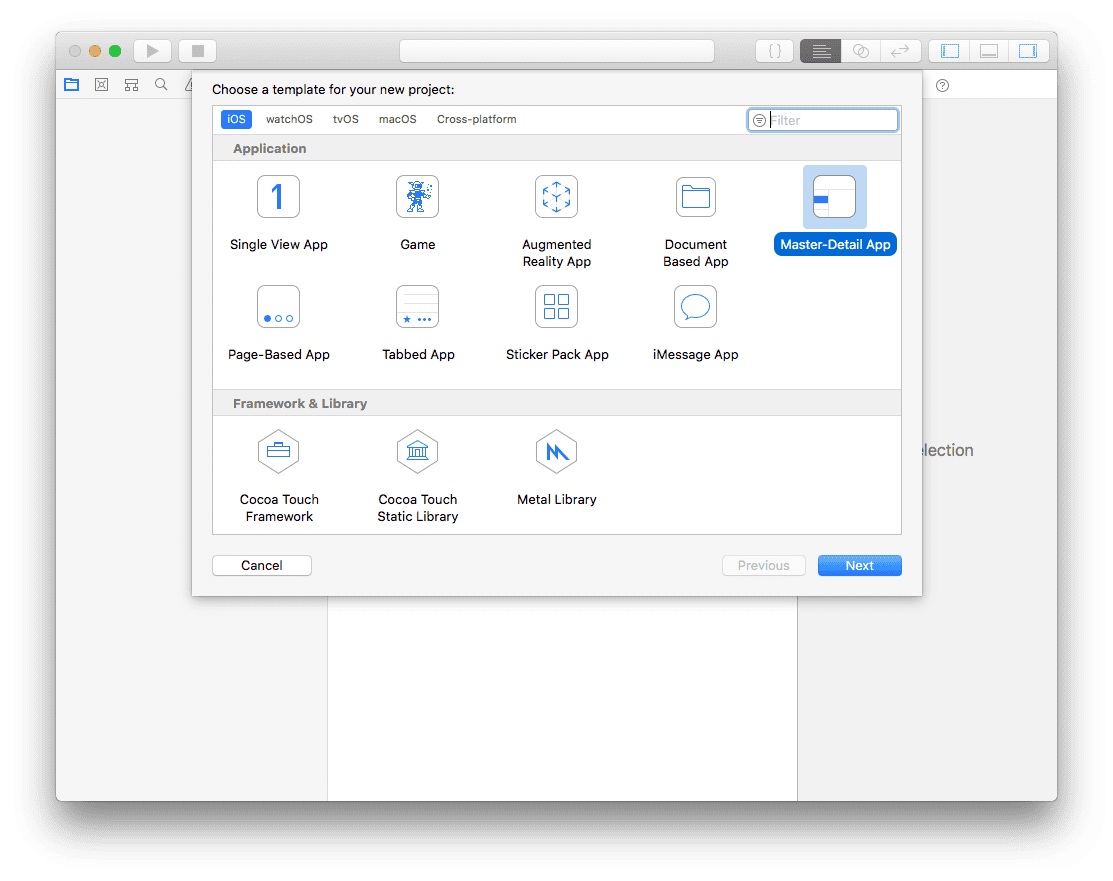 Choose a template for your new project:
iOS watchOS tvOS macOS Cross-platform Filter
Application
1
Single View App Game Augmented Reality App Document Based App Master-Detail App
Page-Based App Tabbed App Sticker Pack App iMessage App
Framework & Library
Cocoa Touch Framework Cocoa Touch Static Library Metal Library
election
Cancel Previous Next